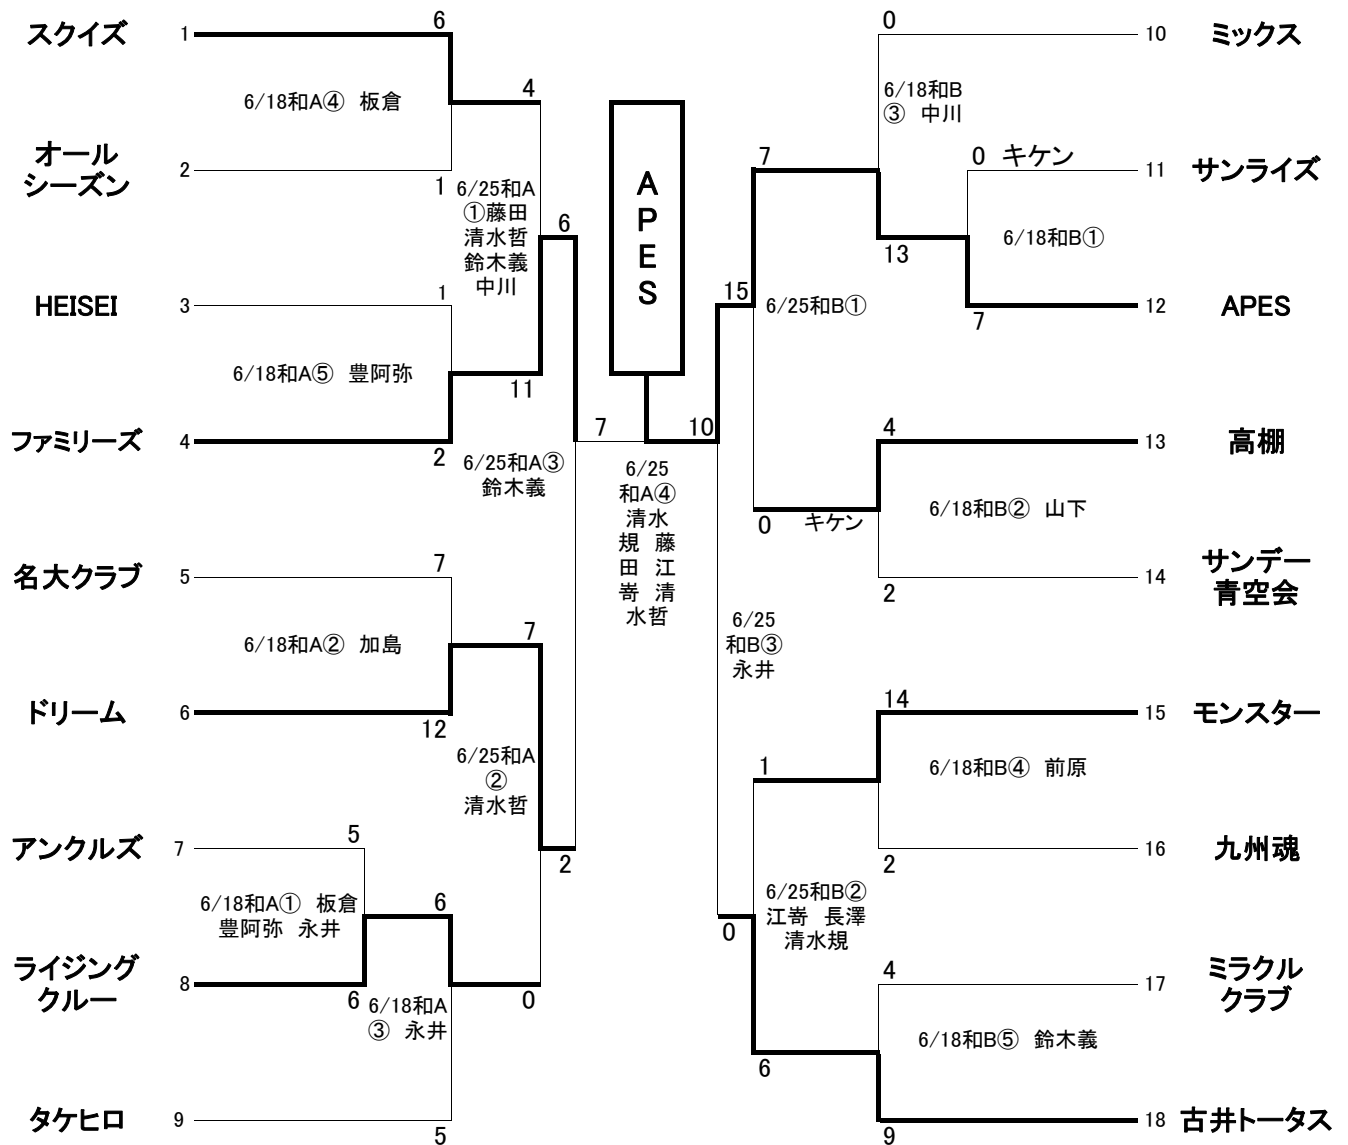 スクイズ
1
6
6/18和A④ 板倉
4
オール
シーズン
2
1
6/25和A
①藤田
清水哲
鈴木義
中川
6
HEISEI
3
1
6/18和A⑤ 豊阿弥
11
ファミリーズ
4
2
6/25和A③
鈴木義
7
名大クラブ
5
7
6/18和A② 加島
7
ドリーム
6
12
6/25和A
②
清水哲
アンクルズ
7
5
2
6/18和A① 板倉
豊阿弥 永井
6
ライジング
クルー
8
6
6/18和A
③ 永井
0
タケヒロ
9
5
A
P
E
S
10
6/25
和A④
清水
規 藤
田 江
嵜 清
水哲
0
10
ミックス
6/18和B
③ 中川
7
0 キケン
11
サンライズ
6/18和B①
13
15
6/25和B①
7
12
APES
4
13
高棚
6/18和B② 山下
0
キケン
2
14
サンデー
青空会
6/25
和B③
永井
14
15
モンスター
1
6/18和B④ 前原
2
16
九州魂
0
6/25和B②
江嵜 長澤
清水規
4
17
ミラクル
クラブ
6/18和B⑤ 鈴木義
6
9
18
古井トータス